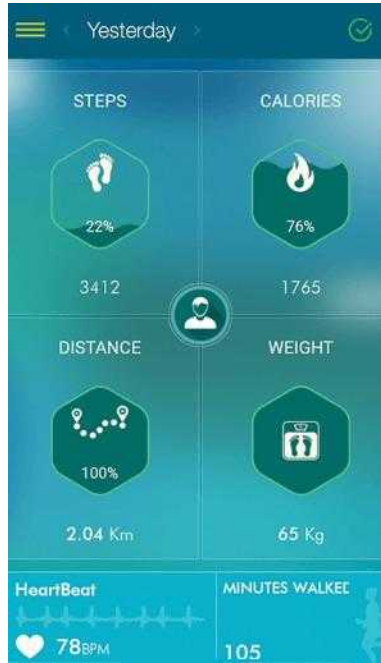 Yesterday
STEPS
22%
3412
CALORIES
76%
1765
DISTANCE
100%
2.04 Km
WEIGHT
65 Kg
HeartBeat
78BPM
MINUTES WALKED
105